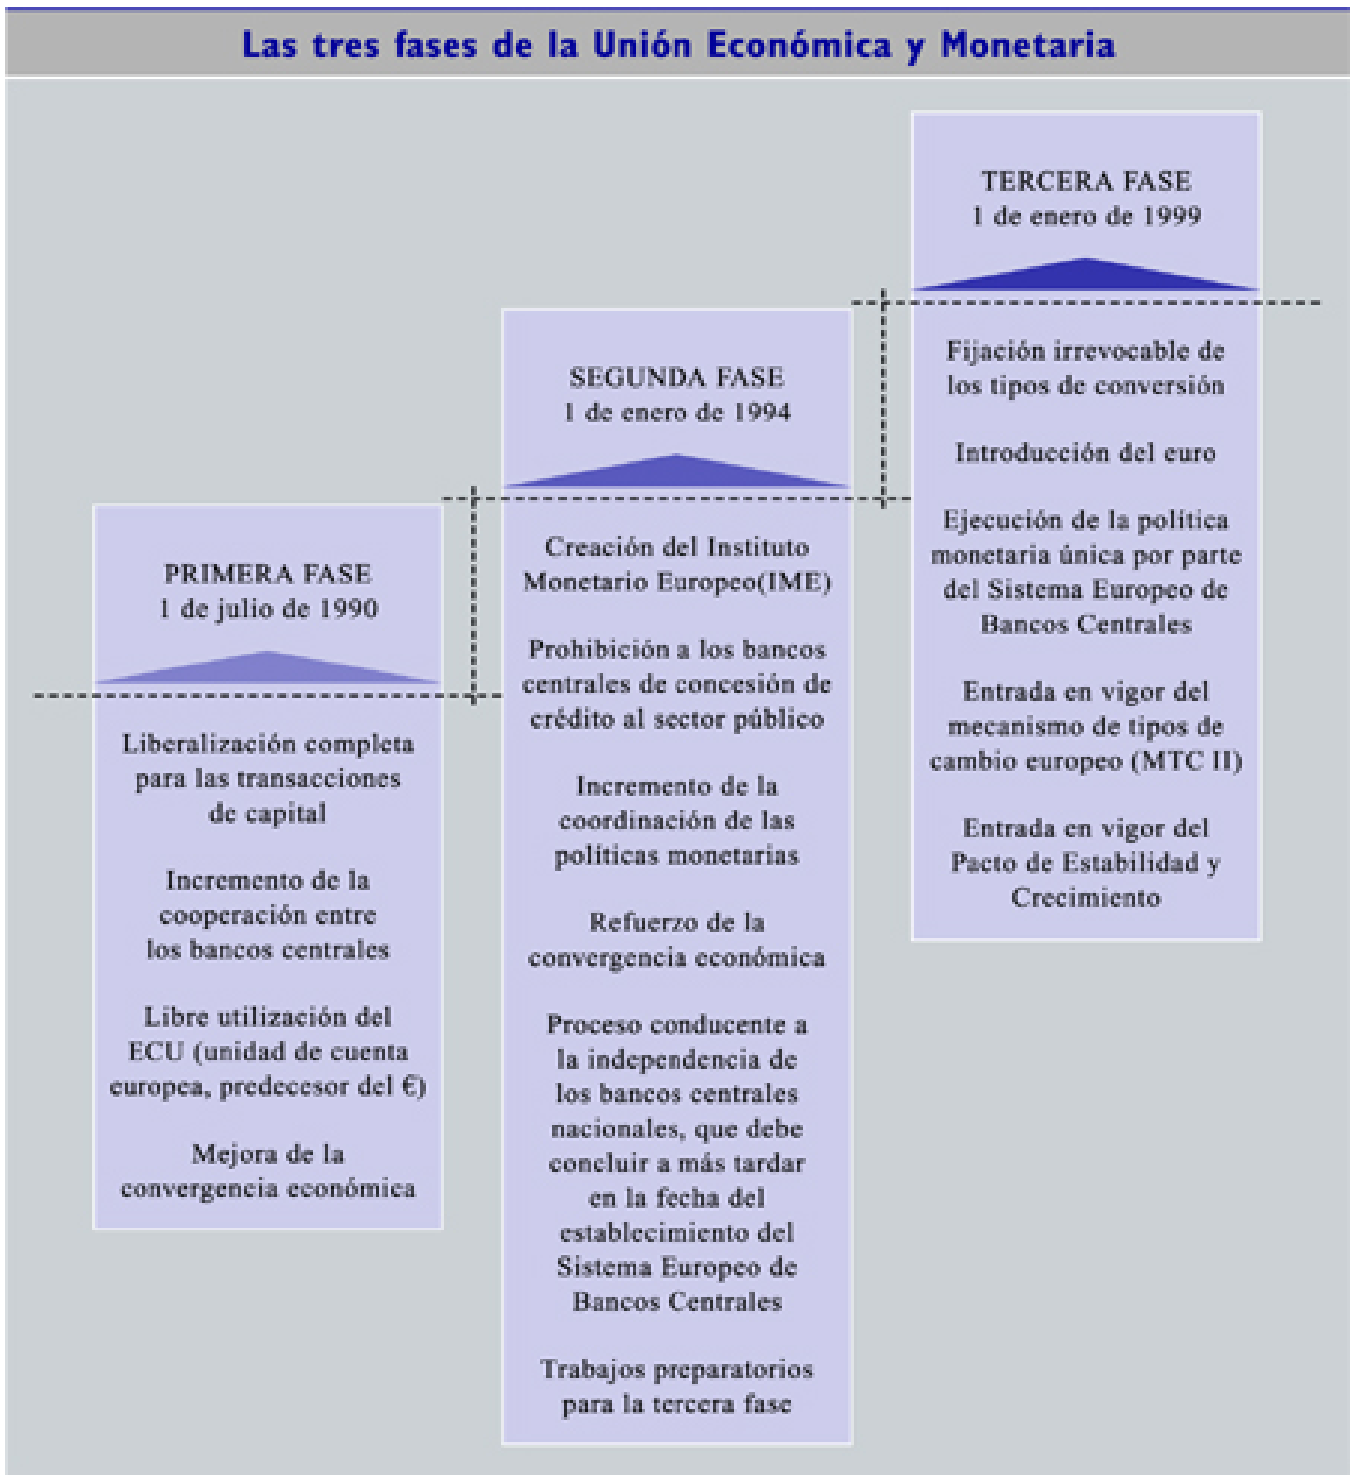 Las tres fases de la Unión Económica y Monetaria
PRIMERA FASE
1 de julio de 1990
Liberalización completa
para las transacciones
de capital
Incremento de la
cooperación entre
los bancos centrales
Libre utilización del
ECU (unidad de cuenta
europea, predecesor del €)
Mejora de la
convergencia económica
SEGUNDA FASE
1 de enero de 1994
Creación del Instituto
Monetario Europeo(IME)
Prohibición a los bancos
centrales de concesión de
crédito al sector público
Incremento de la
coordinación de las
políticas monetarias
Refuerzo de la
convergencia económica
Proceso conducente a
la independencia de
los bancos centrales
nacionales, que debe
concluir a más tardar
en la fecha del
establecimiento del
Sistema Europeo de
Bancos Centrales
Trabajos preparatorios
para la tercera fase
TERCERA FASE
1 de enero de 1999
Fijación irrevocable de
los tipos de conversión
Introducción del euro
Ejecución de la política
monetaria única por parte
del Sistema Europeo de
Bancos Centrales
Entrada en vigor del
mecanismo de tipos de
cambio europeo (MTC II)
Entrada en vigor del
Pacto de Estabilidad y
Crecimiento